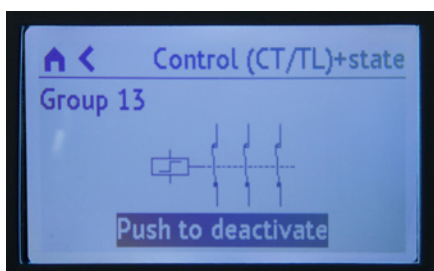 Control (CT/TL)+state
Group 13
Push to deactivate